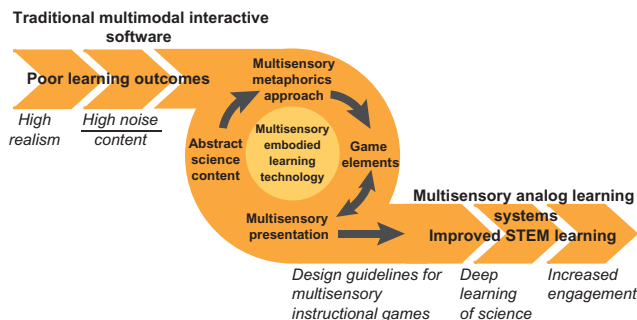 Traditional multimodal interactive
software
Poor learning outcomes
High
realism
High noise
content
Multisensory
metaphorics
approach
Abstract
science
content
Multisensory
embodied
learning
technology
Game
elements
Multisensory
presentation
Multisensory analog learning
systems
Improved STEM learning
Design guidelines for
multisensory
instructional games
Deep
learning
of science
Increased
engagement